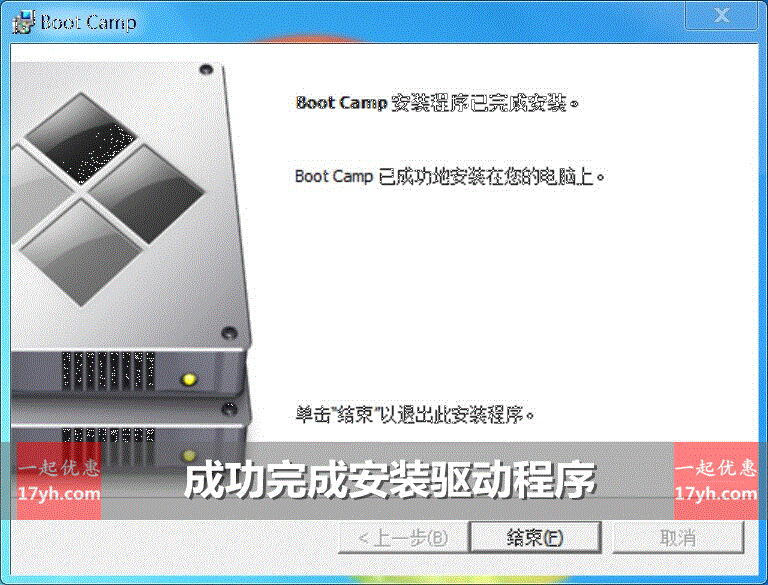 Boot Camp
Boot Camp 安装程序已完成安装。
Boot Camp 已成功地安装在您的电脑上。
单击“结束”以退出此安装程序。
一起优惠
17yh.com
成功完成安装驱动程序
一起优惠
17yh.com
< 上一步(B)
结束(F)
取消